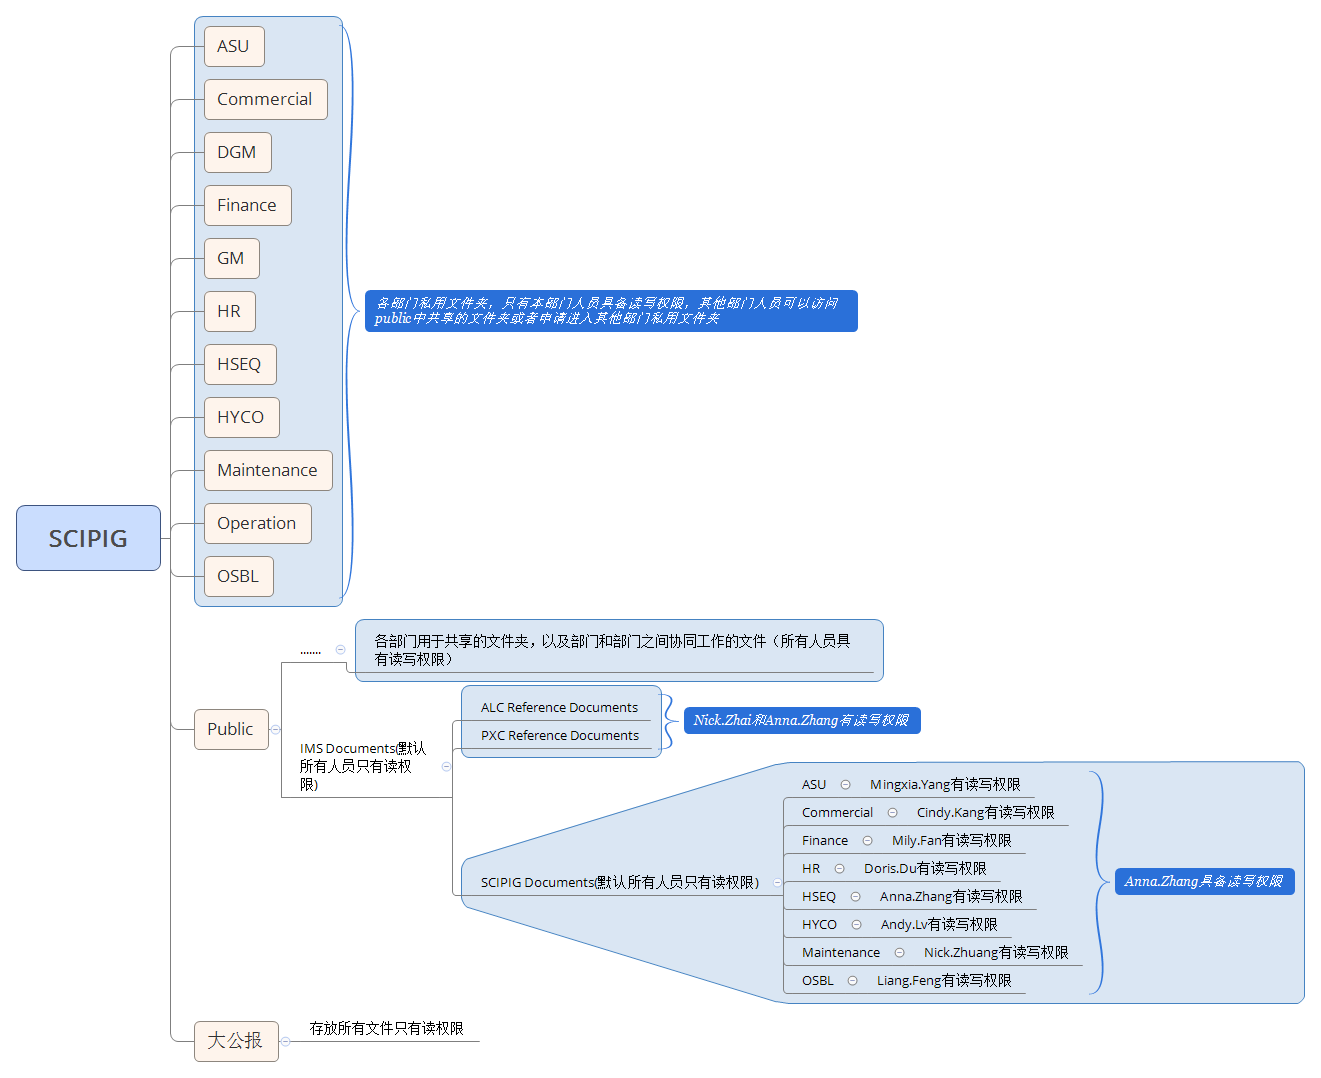 SCIPIG
ASU
Commercial
DGM
Finance
GM
HR
HSEQ
HYCO
Maintenance
Operation
OSBL
各部门私用文件夹，只有本部门人员具备读写权限，其他部门人员可以访问
public中共享的文件夹或者申请进入其他部门私用文件夹
Public
.......
各部门用于共享的文件夹，以及部门和部门之间协同工作的文件（所有人员具
有读写权限）
IMS Documents(默认
所有人员只有读权
限)
ALC Reference Documents
PXC Reference Documents
Nick.Zhai和Anna.Zhang有读写权限
SCIPIG Documents(默认所有人员只有读权限)
ASU
Mingxia.Yang有读写权限
Commercial
Cindy.Kang有读写权限
Finance
Mily.Fan有读写权限
HR
Doris.Du有读写权限
HSEQ
Anna.Zhang有读写权限
HYCO
Andy.Lv有读写权限
Maintenance
Nick.Zhuang有读写权限
OSBL
Liang.Feng有读写权限
Anna.Zhang具备读写权限
大公报
存放所有文件只有读权限